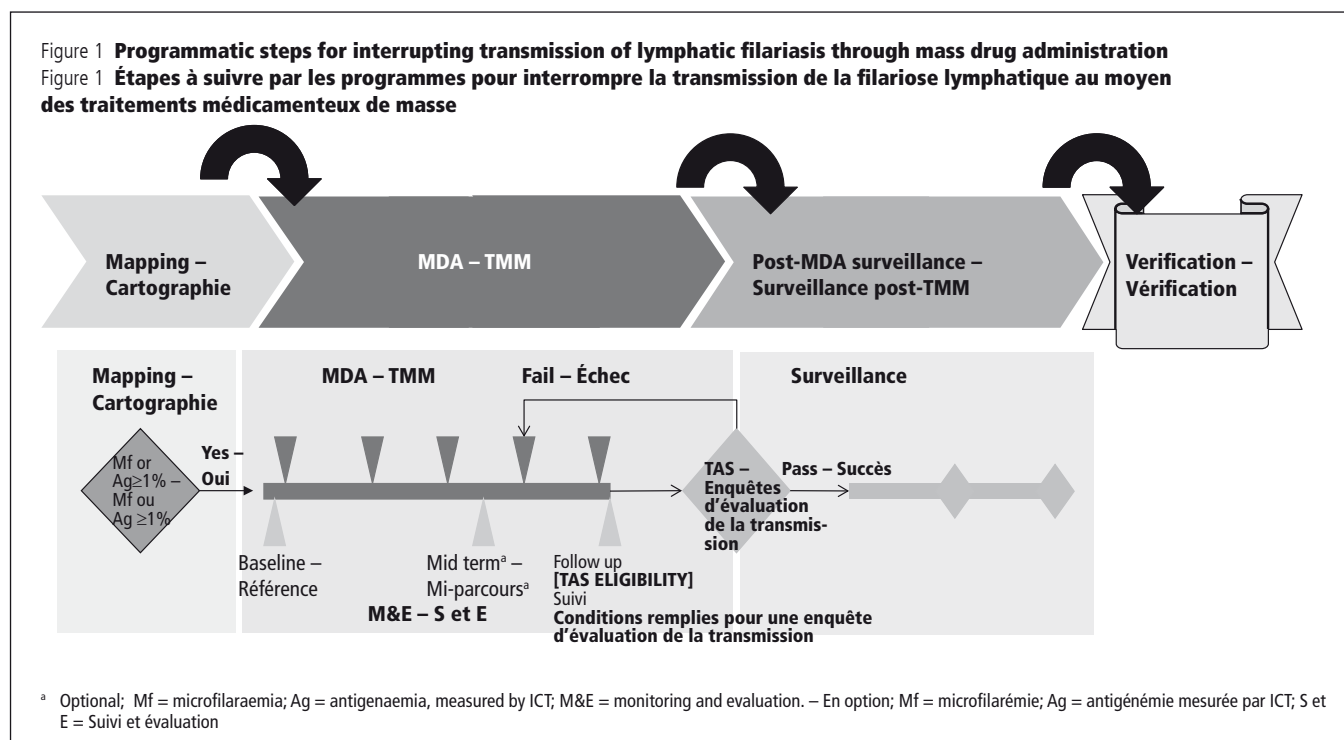 Figure 1 Programmatic steps for interrupting transmission of lymphatic filariasis through mass drug administration
Figure 1 Étapes à suivre par les programmes pour interrompre la transmission de la filariose lymphatique au moyen
des traitements médicamenteux de masse
Mapping –
Cartographie
MDA – TMM
Post-MDA surveillance –
Surveillance post-TMM
Verification –
Vérification
Mapping –
Cartographie
MDA – TMM
Fail – Échec
Surveillance
Mf or
Ag≥1% –
Mf ou
Ag ≥1%
Yes –
Oui
TAS –
Enquêtes
d'évaluation
de la transmis-
sion
Pass – Succès
Baseline –
Référence
Mid termᵃ –
Mi-parcoursᵃ
M&E – S et E
Follow up
[TAS ELIGIBILITY]
Suivi
Conditions remplies pour une enquête
d'évaluation de la transmission
ᵃ Optional; Mf = microfilaraemia; Ag = antigenaemia, measured by ICT; M&E = monitoring and evaluation. – En option; Mf = microfilarémie; Ag = antigénémie mesurée par ICT; S et
E = Suivi et évaluation